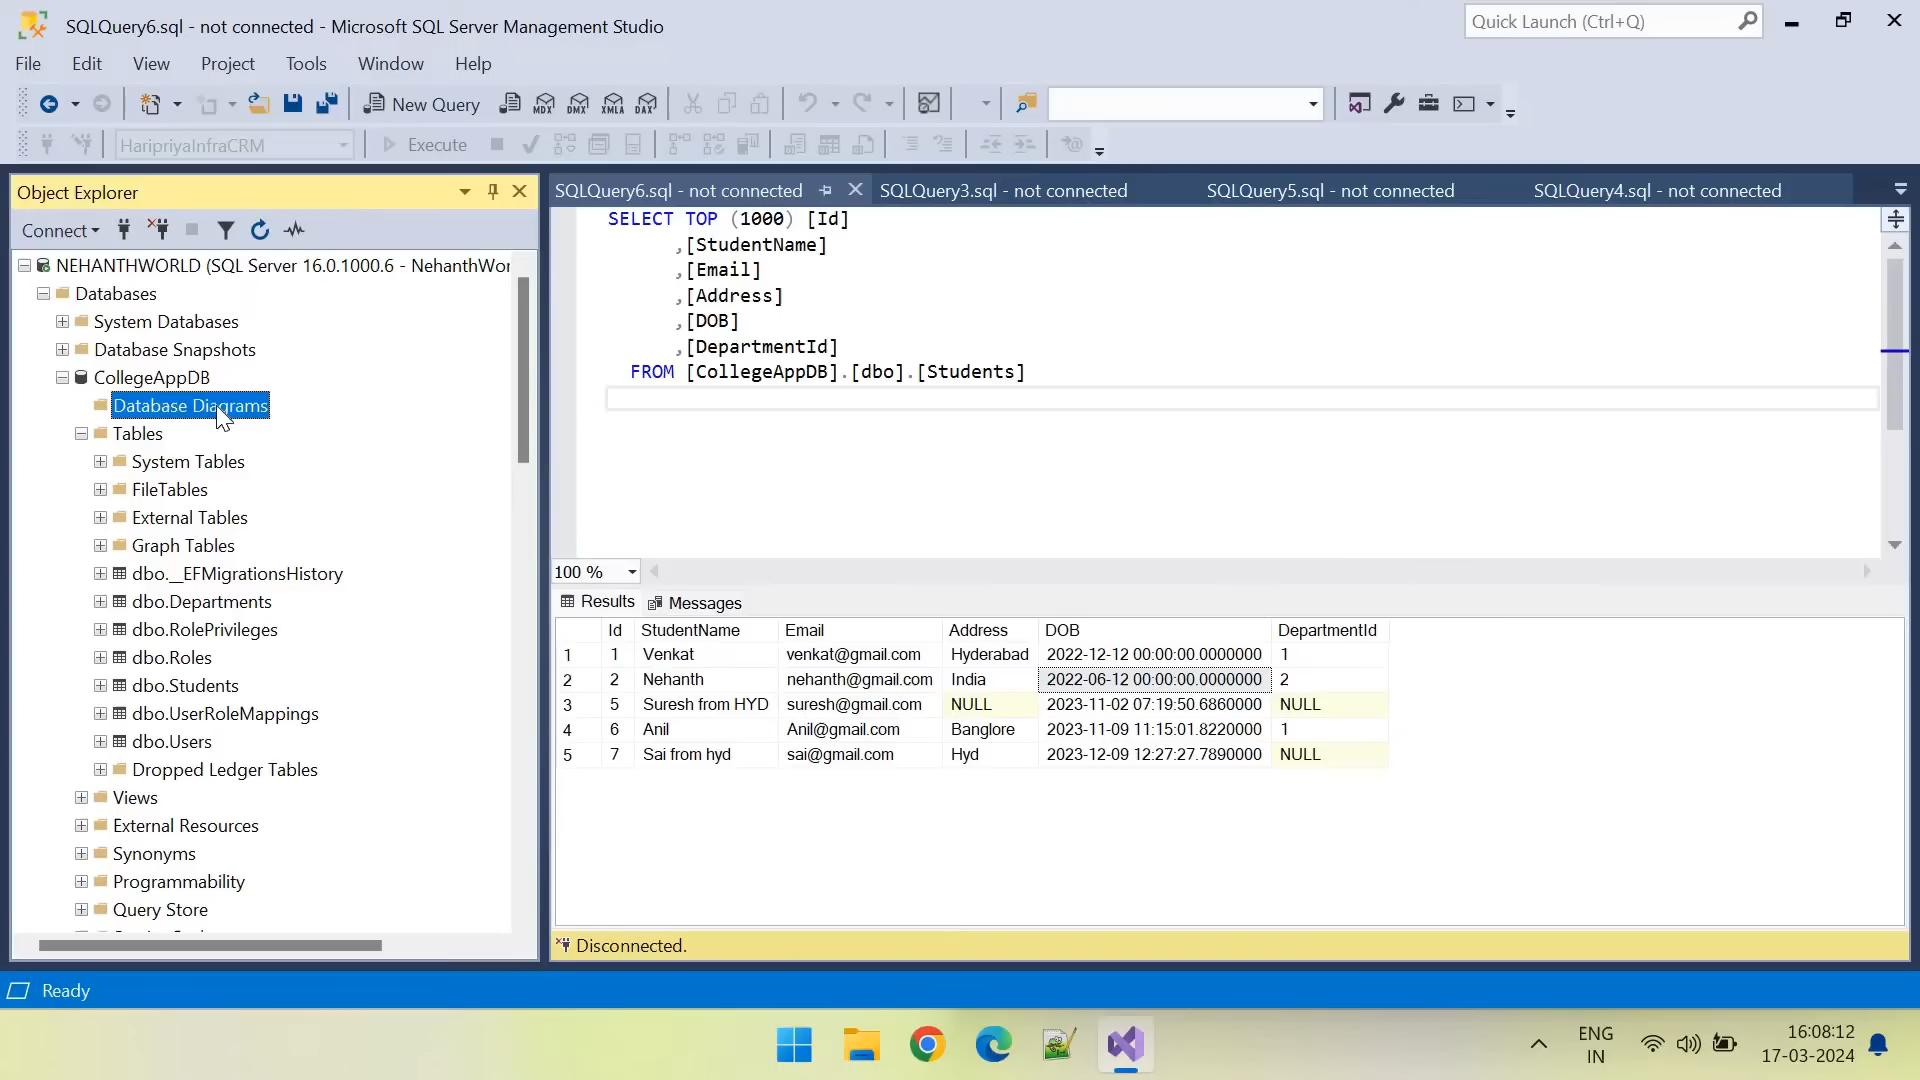 SQLQuery6.sql - not connected - Microsoft SQL Server Management Studio
Quick Launch (Ctrl+Q)
File Edit View Project Tools Window Help
New Query
MDX DMX XMLA DAX
HaripriyaInfraCRM
Execute
Object Explorer
Connect
NEHANTHWORLD (SQL Server 16.0.1000.6 - NehanthWor
Databases
System Databases
Database Snapshots
CollegeAppDB
Database Diagrams
Tables
System Tables
FileTables
External Tables
Graph Tables
dbo.__EFMigrationsHistory
dbo.Departments
dbo.RolePrivileges
dbo.Roles
dbo.Students
dbo.UserRoleMappings
dbo.Users
Dropped Ledger Tables
Views
External Resources
Synonyms
Programmability
Query Store
SQLQuery6.sql - not connected SQLQuery3.sql - not connected SQLQuery5.sql - not connected SQLQuery4.sql - not connected
SELECT TOP (1000) [Id]
,[StudentName]
,[Email]
,[Address]
,[DOB]
,[DepartmentId]
FROM [CollegeAppDB].[dbo].[Students]
100 %
Results Messages
Id StudentName Email Address DOB DepartmentId
1 1 Venkat venkat@gmail.com Hyderabad 2022-12-12 00:00:00.0000000 1
2 2 Nehanth nehanth@gmail.com India 2022-06-12 00:00:00.0000000 2
3 5 Suresh from HYD suresh@gmail.com NULL 2023-11-02 07:19:50.6860000 NULL
4 6 Anil Anil@gmail.com Banglore 2023-11-09 11:15:01.8220000 1
5 7 Sai from hyd sai@gmail.com Hyd 2023-12-09 12:27:27.7890000 NULL
Disconnected.
Ready
ENG
IN
16:08:12
17-03-2024